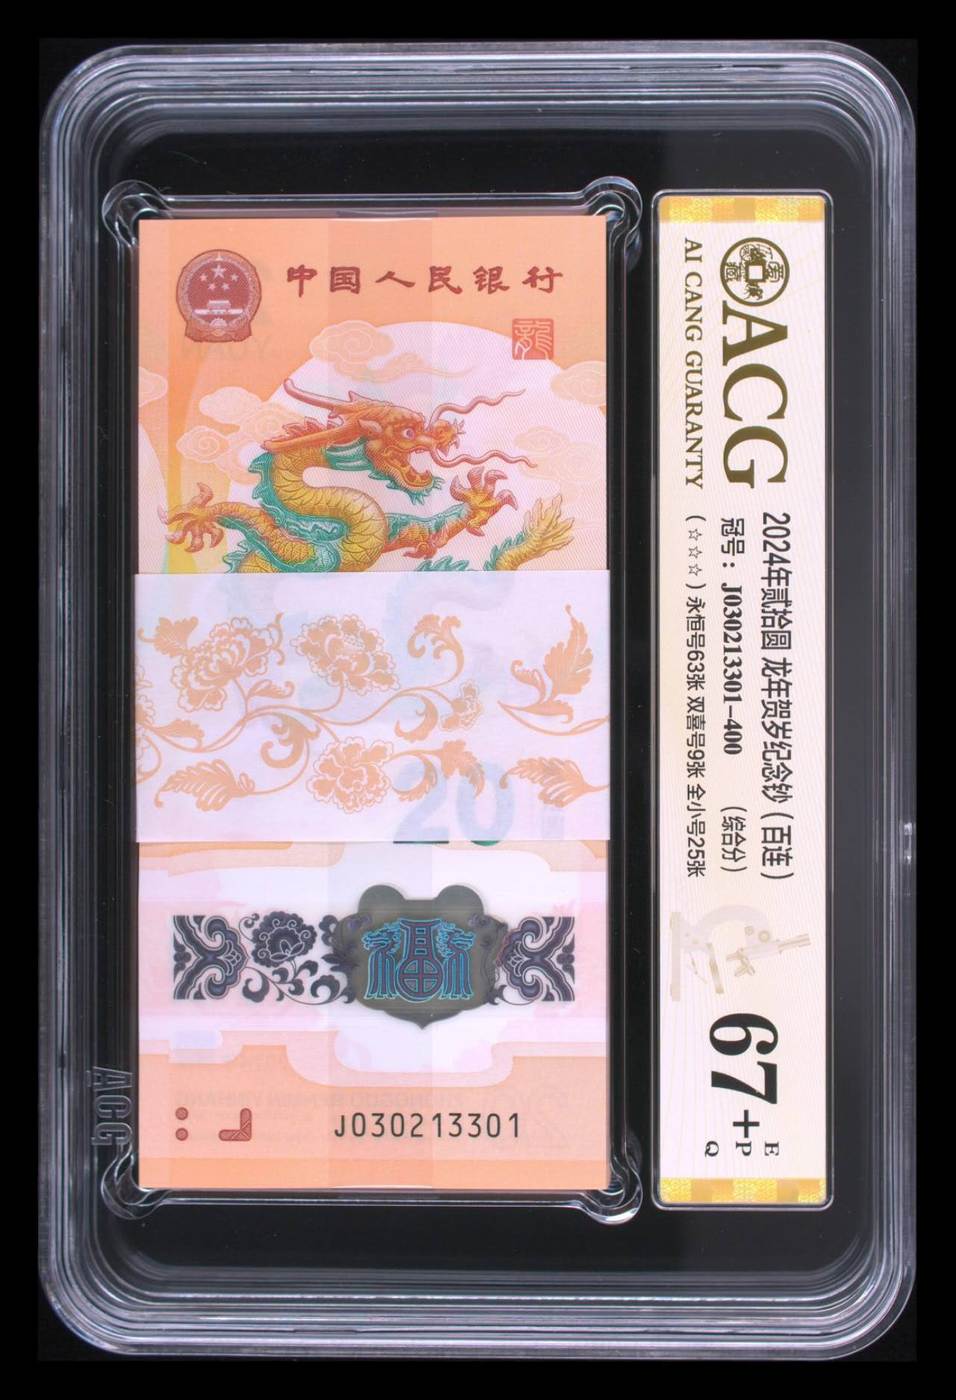 中国人民银行
龍
20
福
J030213301
ACG
ACG
AI CANG GUARANTY
2024年贰拾圆 龙年贺岁纪念钞（百连）
冠号：J030213301-400 （综合分）
（☆☆☆）永恒号63张 双喜号9张 全小号25张
67+
E
P
Q